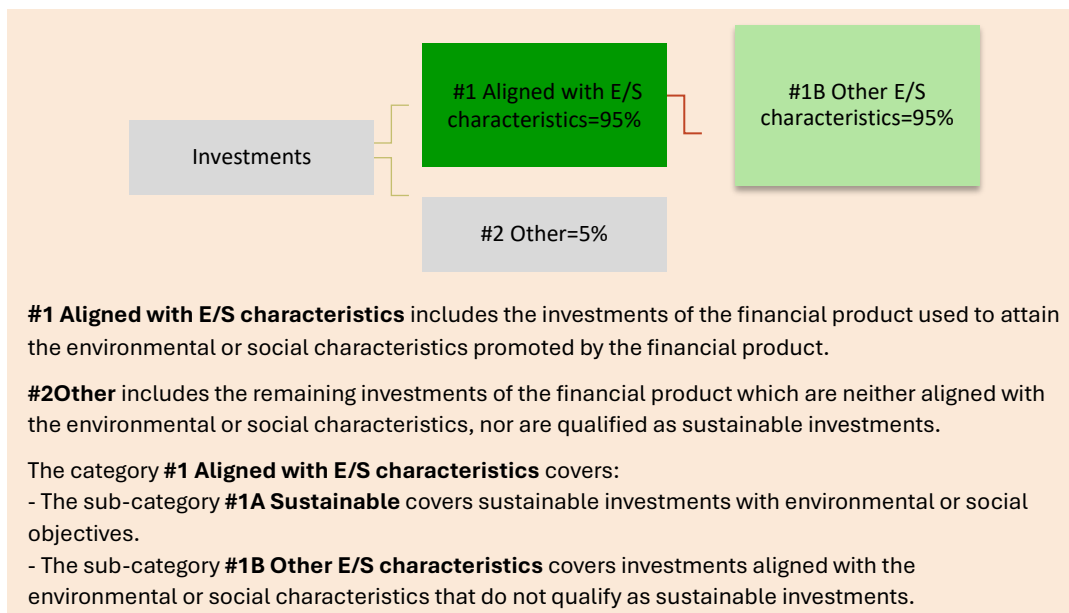 #1 Aligned with E/S
characteristics=95%
#1B Other E/S
characteristics=95%
Investments
#2 Other=5%
#1 Aligned with E/S characteristics includes the investments of the financial product used to attain
the environmental or social characteristics promoted by the financial product.
#2Other includes the remaining investments of the financial product which are neither aligned with
the environmental or social characteristics, nor are qualified as sustainable investments.
The category #1 Aligned with E/S characteristics covers:
- The sub-category #1A Sustainable covers sustainable investments with environmental or social
objectives.
- The sub-category #1B Other E/S characteristics covers investments aligned with the
environmental or social characteristics that do not qualify as sustainable investments.